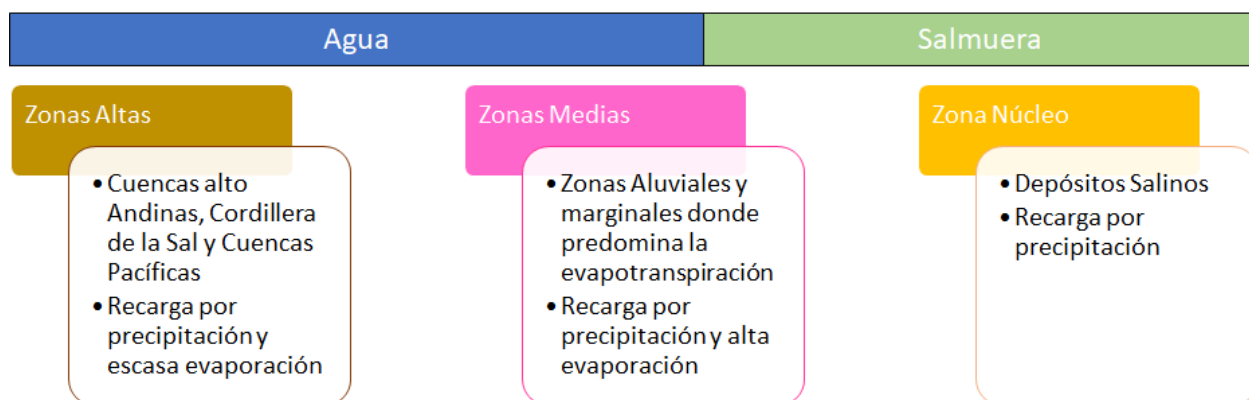 Agua
Salmuera
Zonas Altas
•Cuencas alto
Andinas, Cordillera
de la Sal y Cuencas
Pacíficas
•Recarga por
precipitación y
escasa evaporación
Zonas Medias
•Zonas Aluviales y
marginales donde
predomina la
evapotranspiración
•Recarga por
precipitación y alta
evaporación
Zona Núcleo
•Depósitos Salinos
•Recarga por
precipitación